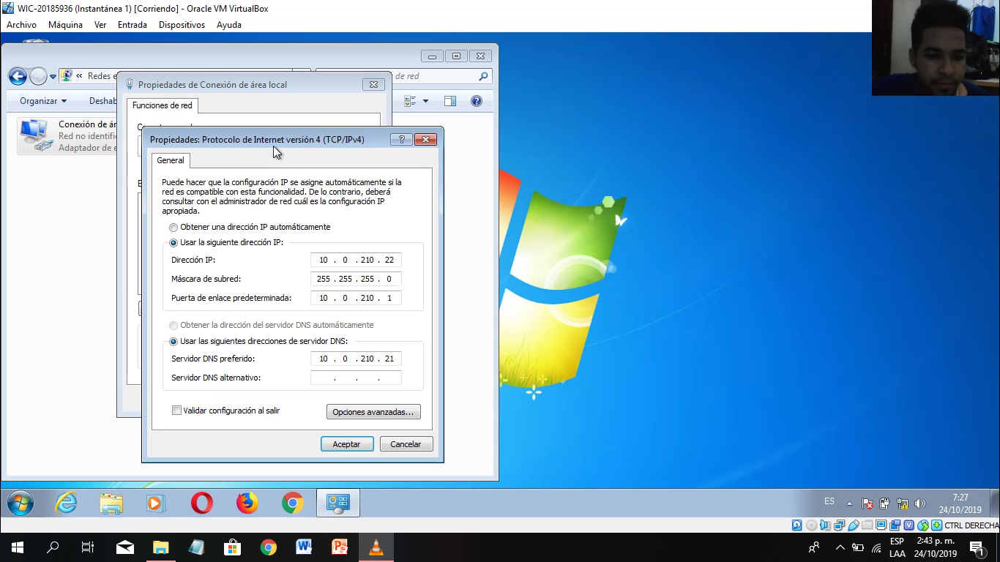 WIC-20185936 (Instantánea 1) [Corriendo] - Oracle VM VirtualBox
Archivo Máquina Ver Entrada Dispositivos Ayuda
« Redes e
de red
Organizar Deshab
Conexión de ár
Red no identifi
Adaptador de e
Propiedades de Conexión de área local
Funciones de red
Propiedades: Protocolo de Internet versión 4 (TCP/IPv4)
General
Puede hacer que la configuración IP se asigne automáticamente si la
red es compatible con esta funcionalidad. De lo contrario, deberá
consultar con el administrador de red cuál es la configuración IP
apropiada.
Obtener una dirección IP automáticamente
Usar la siguiente dirección IP:
Dirección IP: 10 . 0 . 210 . 22
Máscara de subred: 255 . 255 . 255 . 0
Puerta de enlace predeterminada: 10 . 0 . 210 . 1
Obtener la dirección del servidor DNS automáticamente
Usar las siguientes direcciones de servidor DNS:
Servidor DNS preferido: 10 . 0 . 210 . 21
Servidor DNS alternativo: . . .
Validar configuración al salir
Opciones avanzadas...
Aceptar Cancelar
ES
7:27
24/10/2019
CTRL DERECHA
ESP
LAA
2:43 p. m.
24/10/2019
1